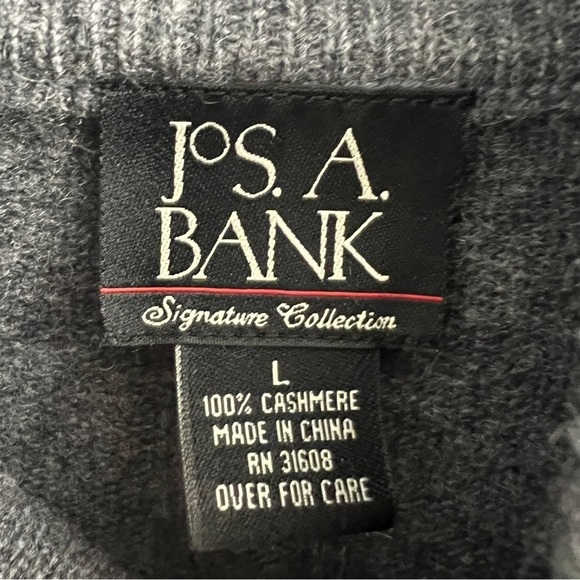 JOS. A.
BANK
Signature Collection
L
100% CASHMERE
MADE IN CHINA
RN 31608
OVER FOR CARE